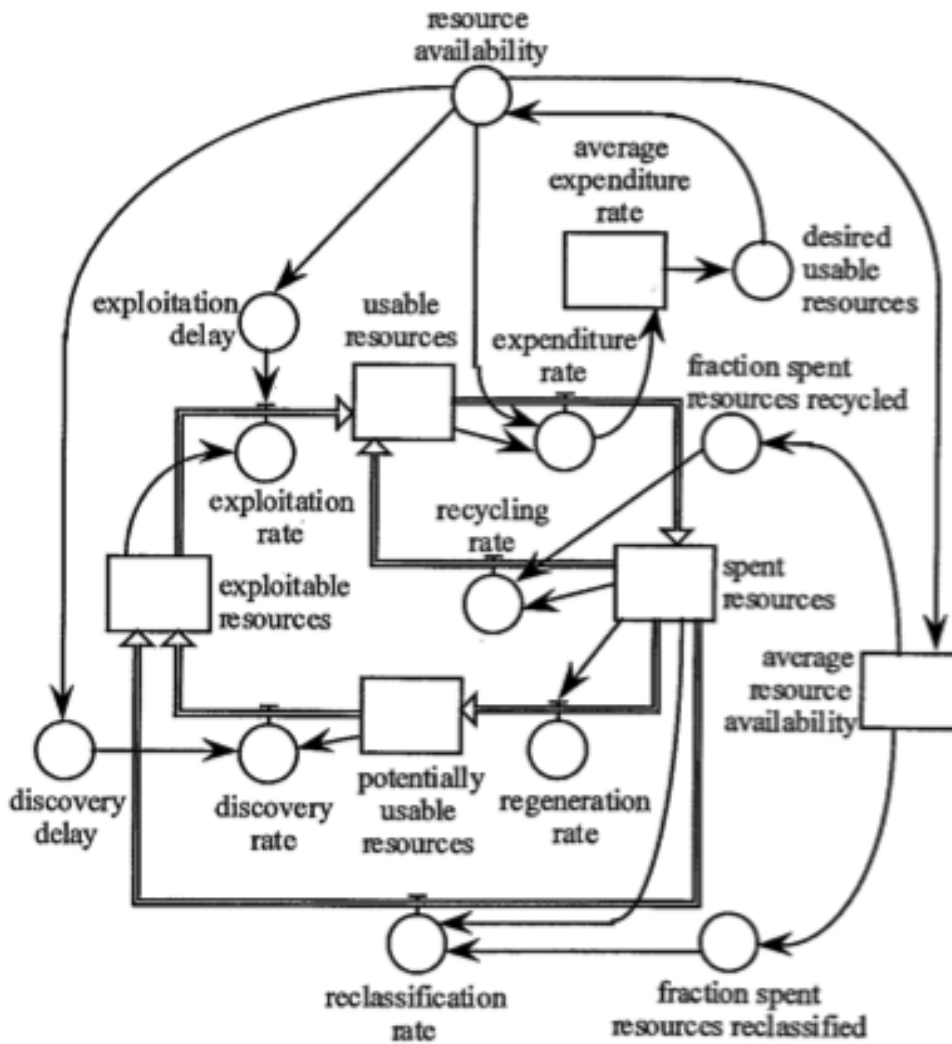 resource
availability
average
expenditure
rate
desired
usable
resources
exploitation
delay
usable
resources
expenditure
rate
fraction spent
resources recycled
exploitation
rate
recycling
rate
exploitable
resources
spent
resources
average
resource
availability
discovery
delay
discovery
rate
potentially
usable
resources
regeneration
rate
reclassification
rate
fraction spent
resources reclassified